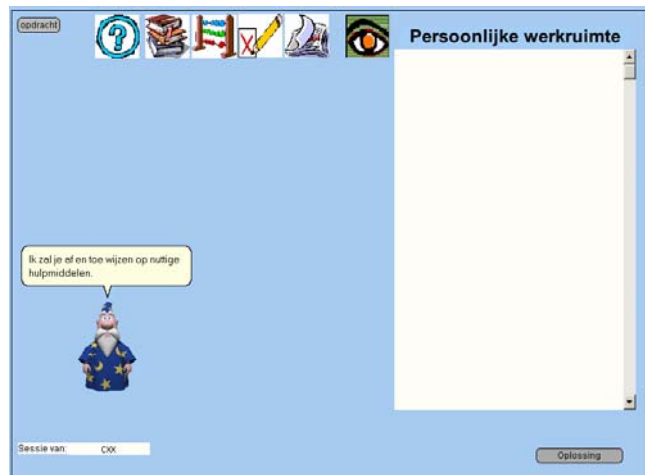 opdracht
Persoonlijke werkruimte
Ik zal je af en toe wijzen op nuttige
hulpmiddelen.
Sessie van: cxx
Oplossing